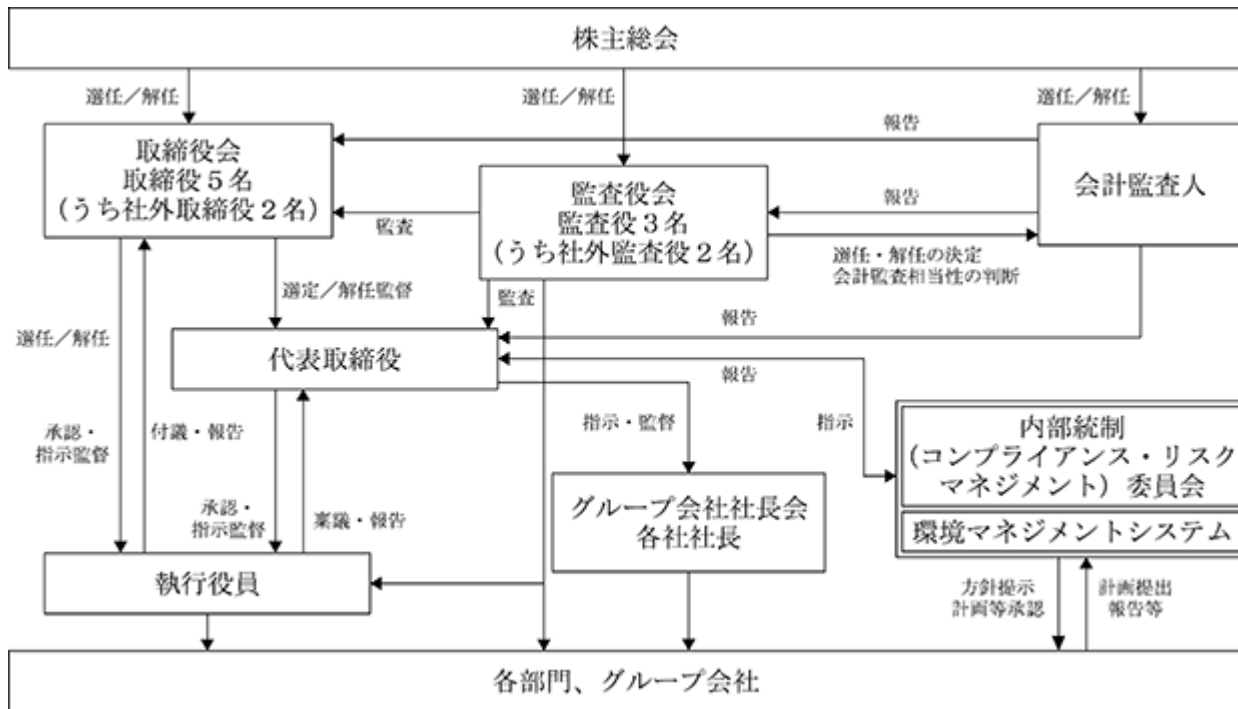 株主総会
選任／解任
選任／解任
選任／解任
取締役会
取締役５名
（うち社外取締役２名）
報告
会計監査人
監査役会
監査役３名
（うち社外監査役２名）
監査
報告
選任・解任の決定
会計監査相当性の判断
選定／解任監督
監査
報告
選任／解任
代表取締役
報告
承認・
指示監督
付議・報告
指示・監督
指示
内部統制
（コンプライアンス・リスク
マネジメント）委員会
環境マネジメントシステム
承認・
指示監督
稟議・報告
グループ会社社長会
各社社長
執行役員
方針提示
計画等承認
計画提出
報告等
各部門、グループ会社